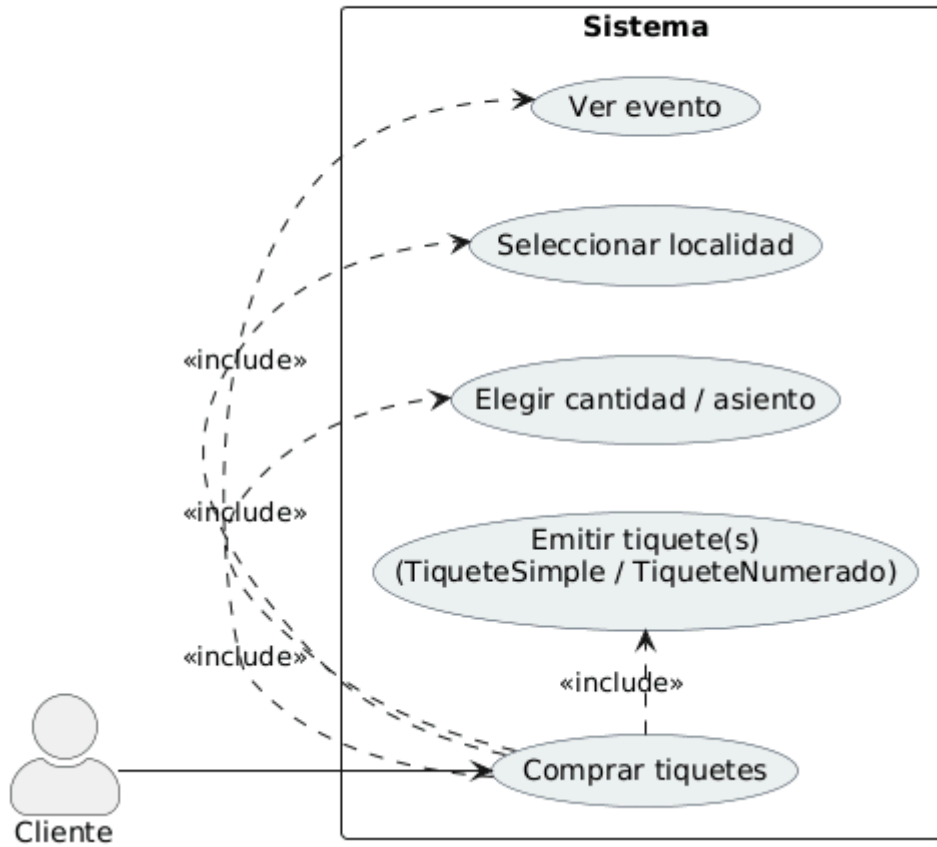 Sistema
Ver evento
Seleccionar localidad
«include»
Elegir cantidad / asiento
«include»
Emitir tiquete(s)
(TiqueteSimple / TiqueteNumerado)
«include»
«include»
Comprar tiquetes
Cliente